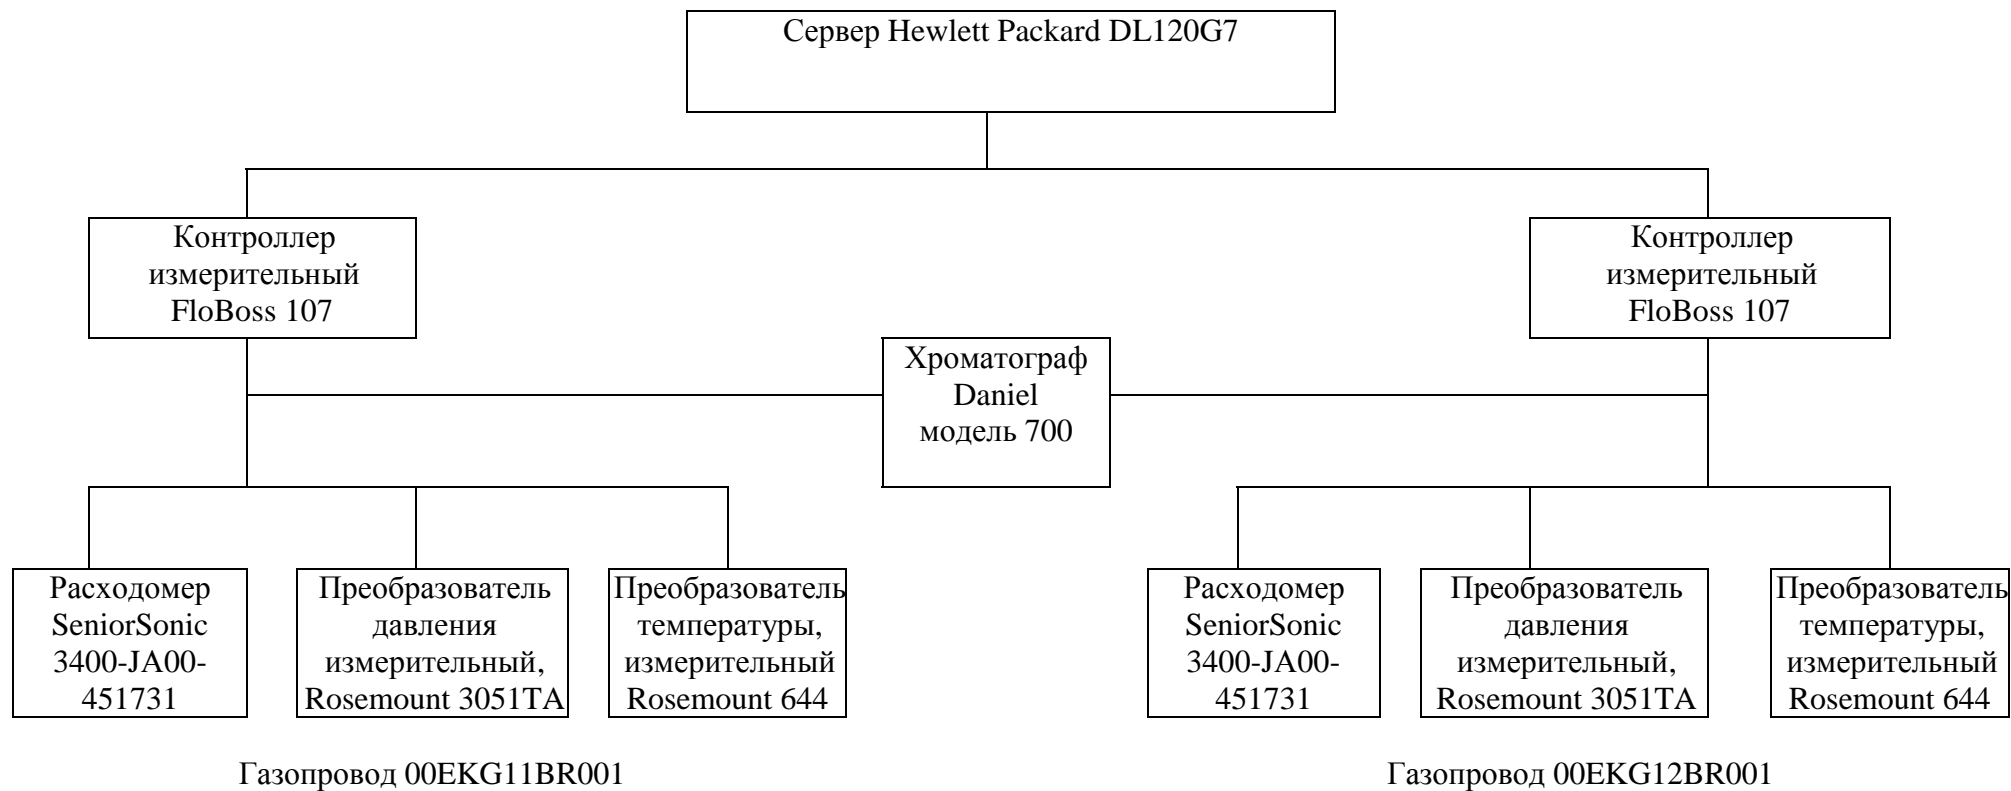 Сервер Hewlett Packard DL120G7
Контроллер
измерительный
FloBoss 107
Контроллер
измерительный
FloBoss 107
Хроматограф
Daniel
модель 700
Расходомер
SeniorSonic
3400-JA00-
451731
Преобразователь
давления
измерительный,
Rosemount 3051TA
Преобразователь
температуры,
измерительный
Rosemount 644
Расходомер
SeniorSonic
3400-JA00-
451731
Преобразователь
давления
измерительный,
Rosemount 3051TA
Преобразователь
температуры,
измерительный
Rosemount 644
Газопровод 00EKG11BR001
Газопровод 00EKG12BR001